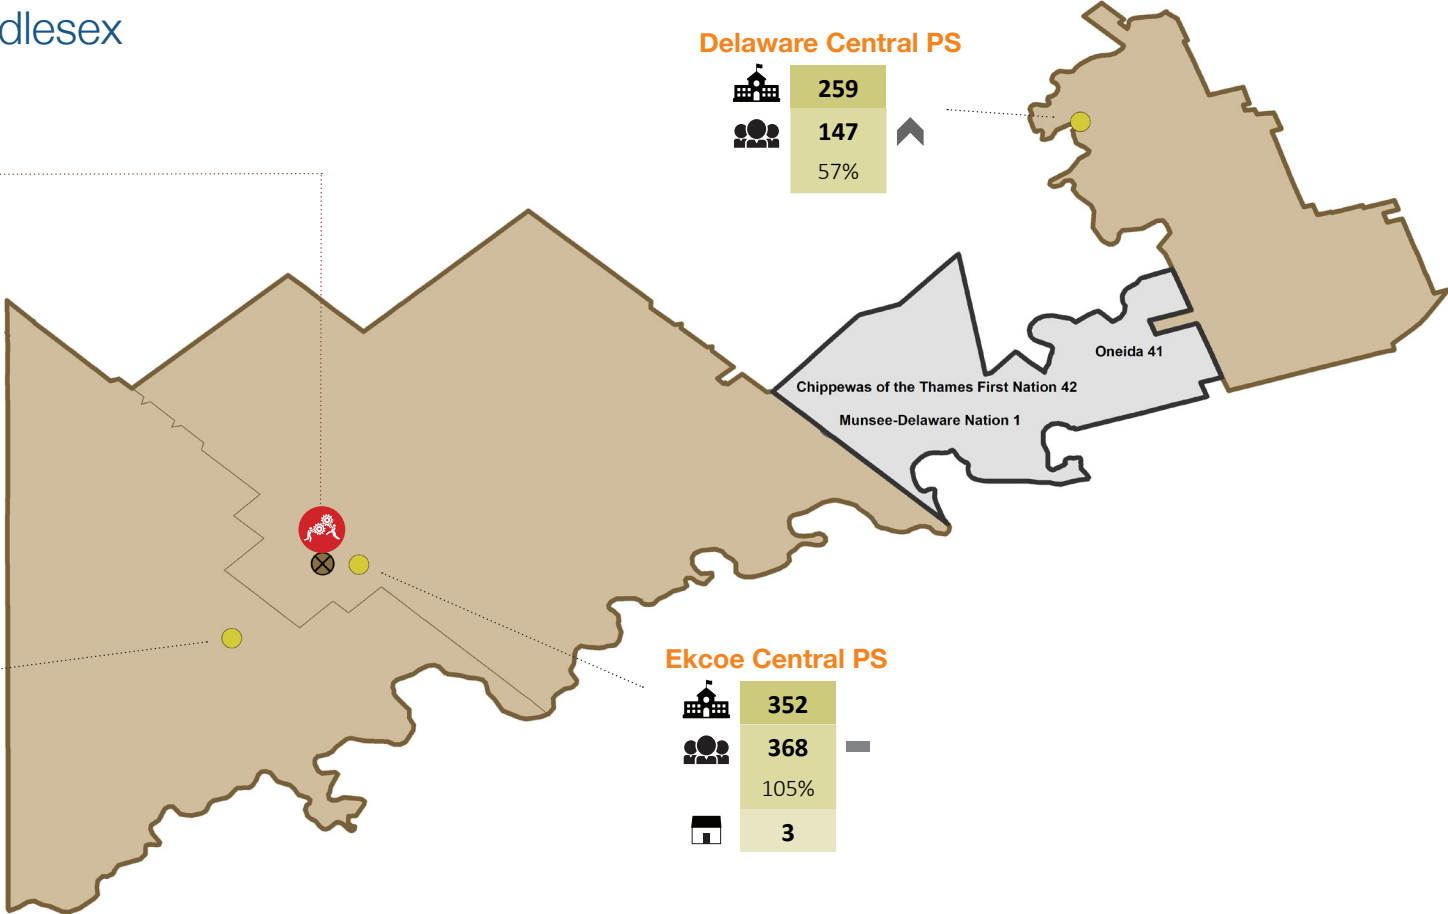 dlesex
Delaware Central PS
259
147
57%
Oneida 41
Chippewas of the Thames First Nation 42
Munsee-Delaware Nation 1
Ekcoe Central PS
352
368
105%
3